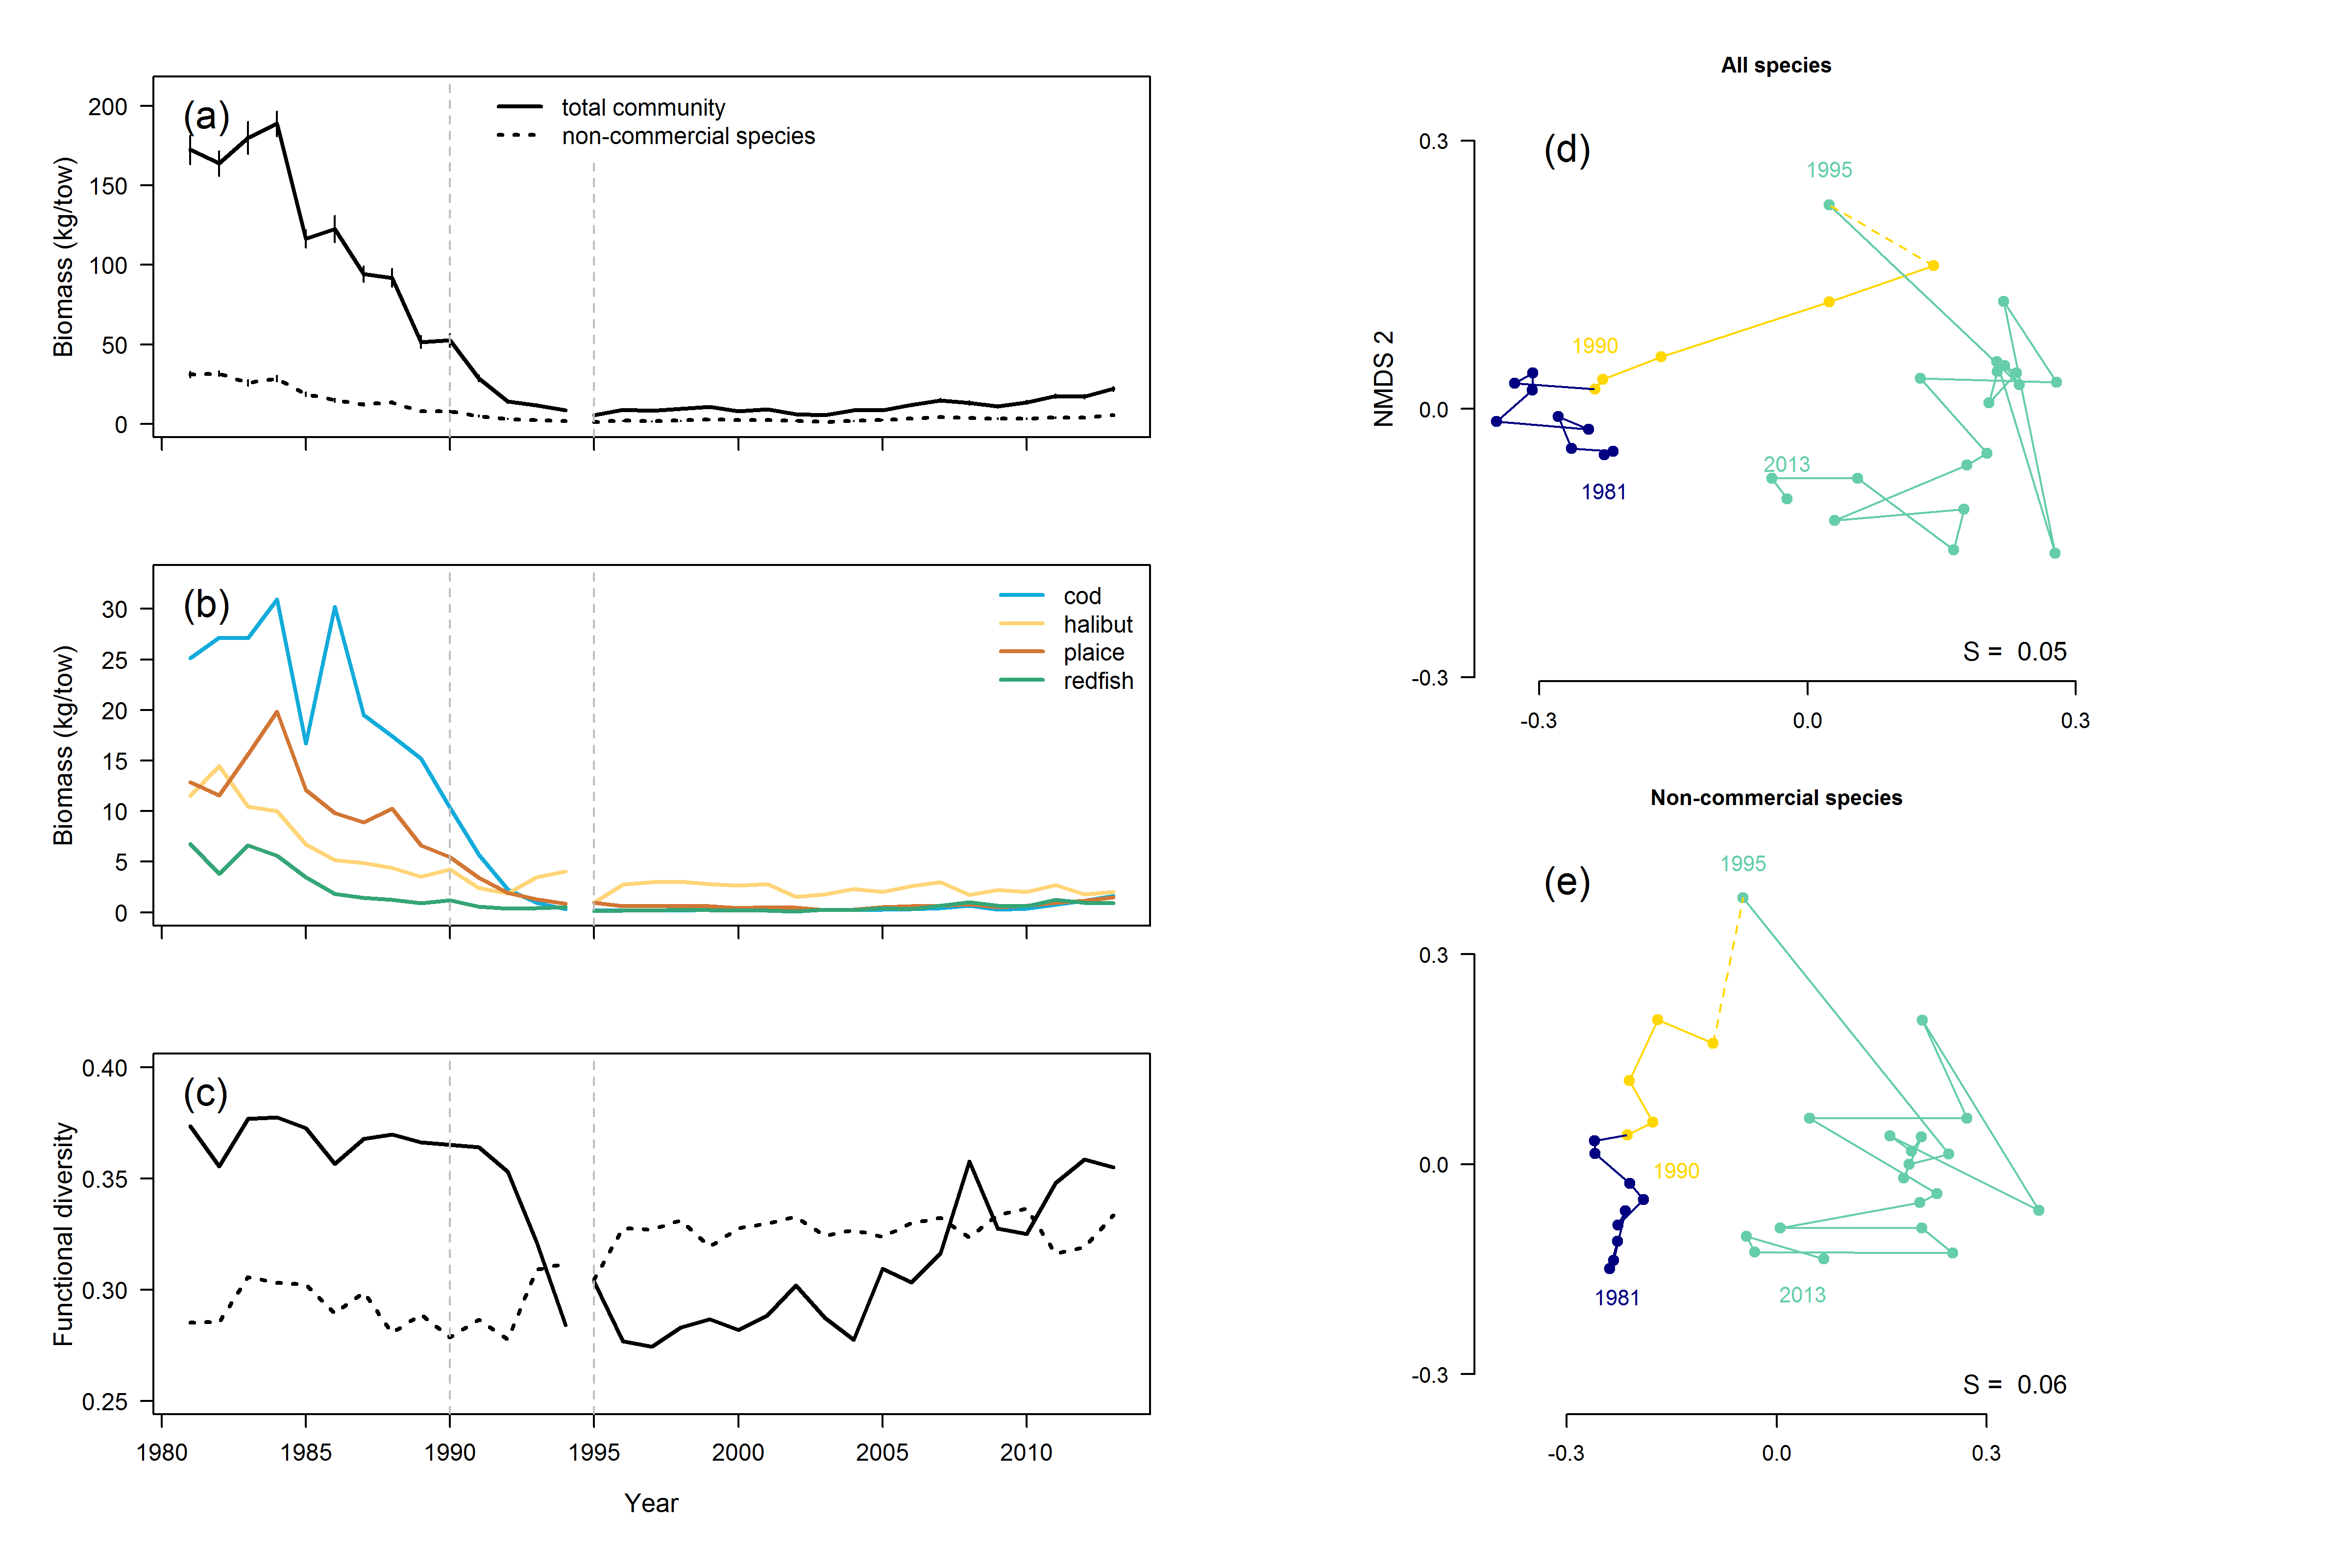 (a)
total community
non-commercial species
Biomass (kg/tow)
200
150
100
50
0
(b)
cod
halibut
plaice
redfish
Biomass (kg/tow)
30
25
20
15
10
5
0
(c)
Functional diversity
0.40
0.35
0.30
0.25
1980 1985 1990 1995 2000 2005 2010
Year
All species
(d)
NMDS 2
0.3
0.0
-0.3
1995
1990
2013
1981
S = 0.05
-0.3 0.0 0.3
Non-commercial species
(e)
1995
0.3
0.0
-0.3
1990
1981
2013
S = 0.06
-0.3 0.0 0.3